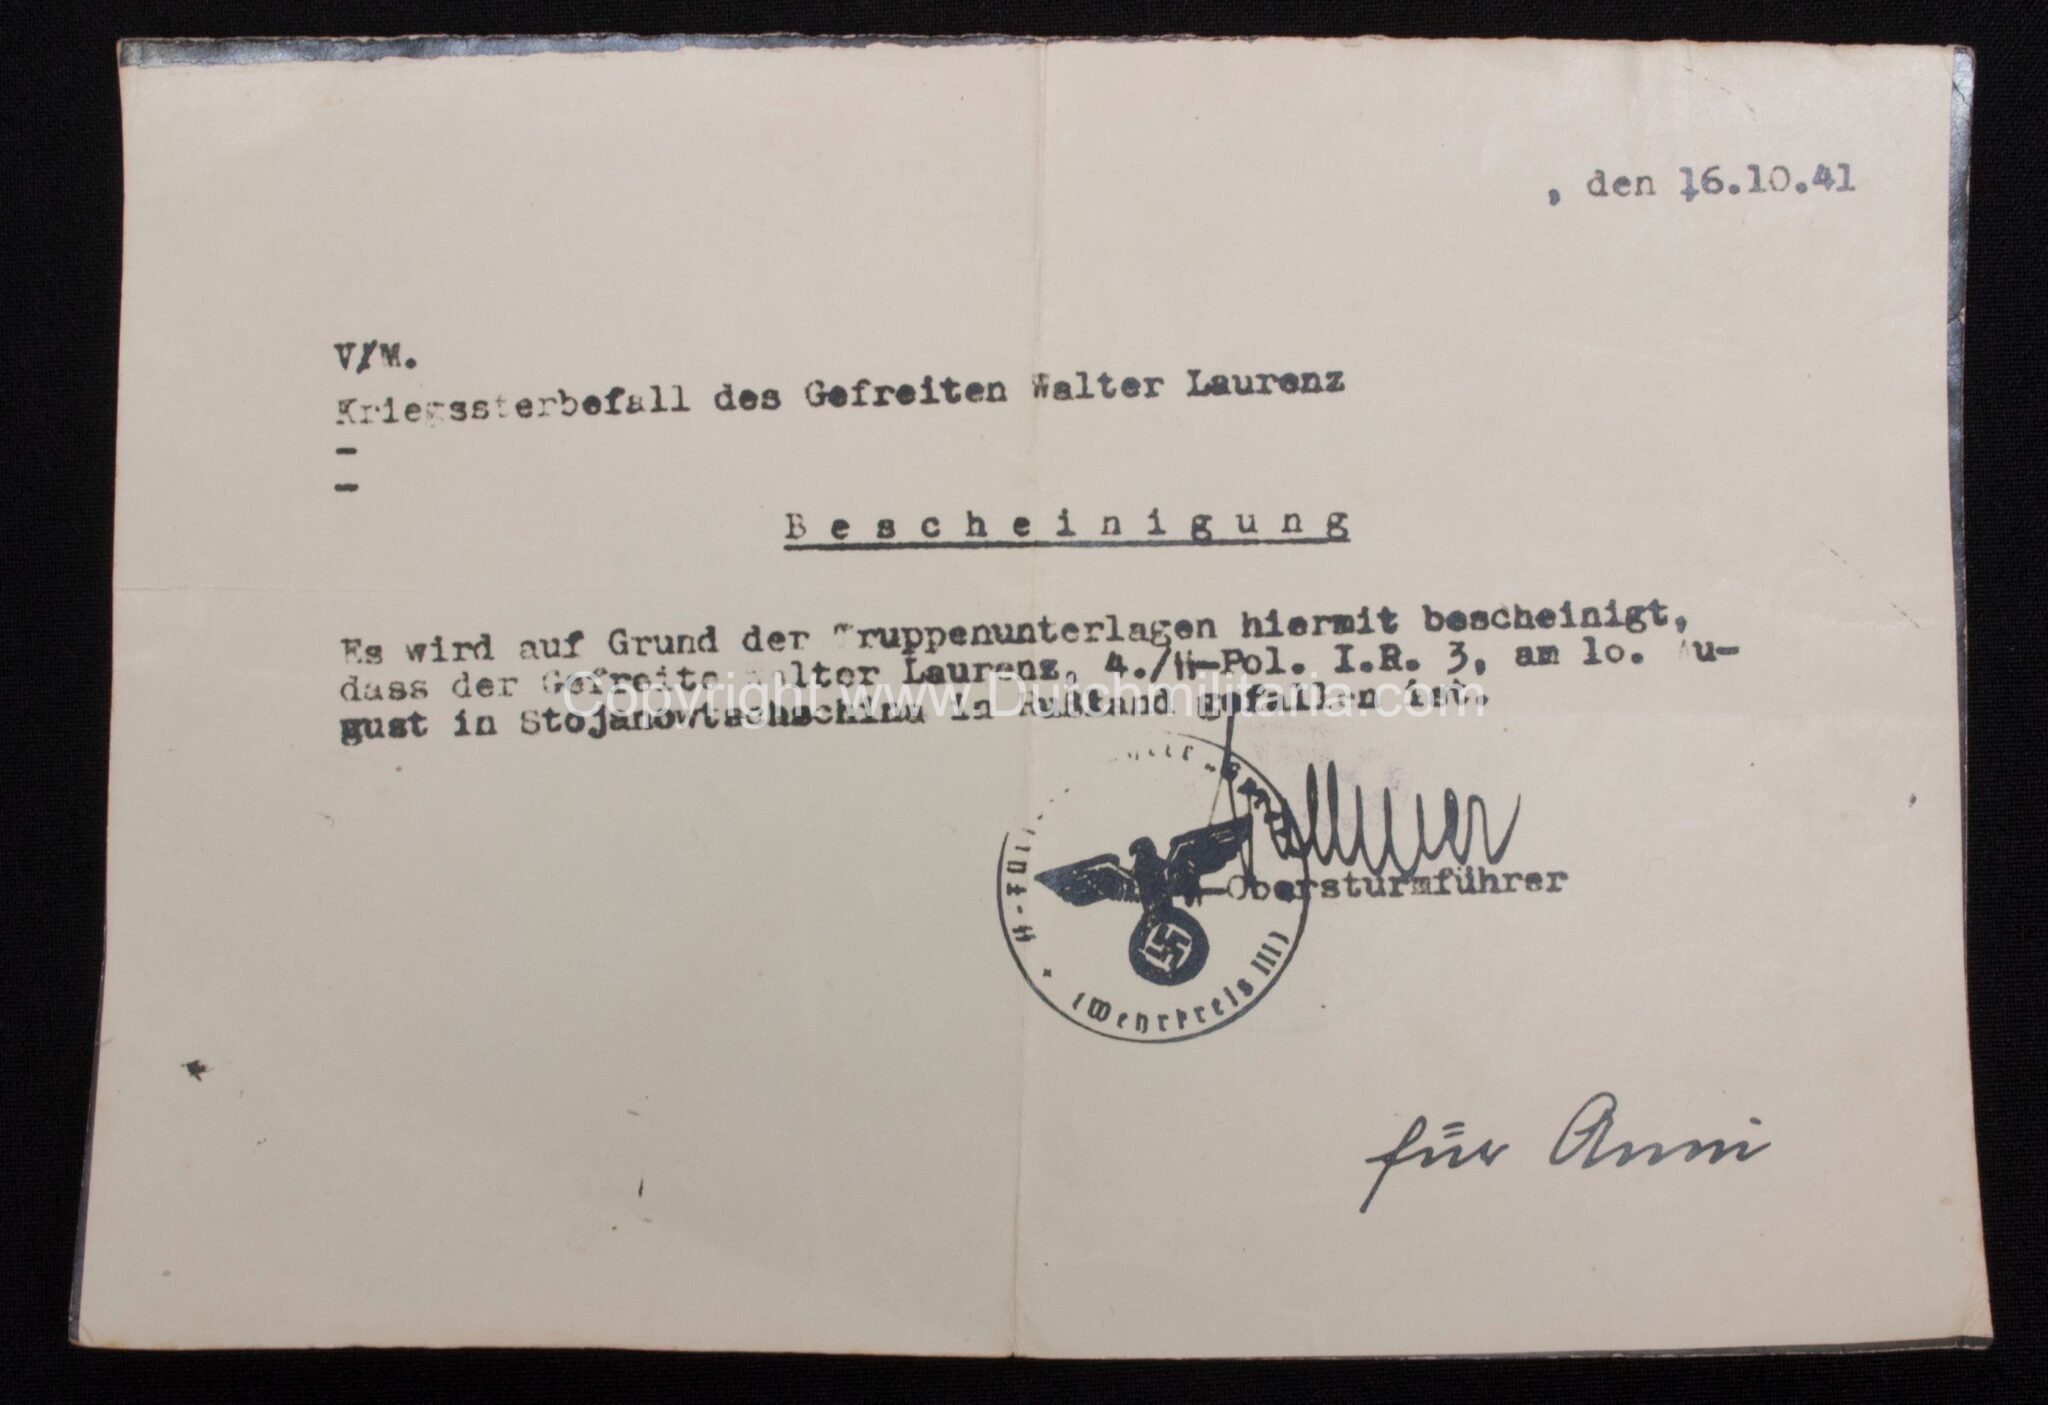 , den 16.10.41
V/M.
Kriegssterbefall des Gefreiten Walter Laurenz
-
-
Bescheinigung
Es wird auf Grund der Truppenunterlagen hiermit bescheinigt,
dass der Gefreite Walter Laurenz, 4./SS-Pol. I.R. 3, am 10. Au-
gust in Stojanowtschschina in Rußland gefallen ist.
Copyright www.Dutchmilitaria.com
SS-Obersturmführer
(Wehrkreis III)
für Anni